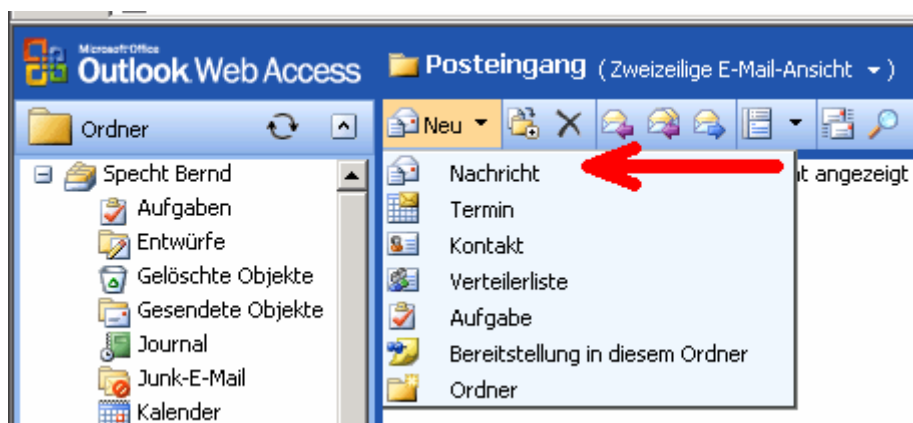 Microsoft Office
Outlook Web Access
Posteingang (Zweizeilige E-Mail-Ansicht )
Ordner
Neu
Specht Bernd
Aufgaben
Entwürfe
Gelöschte Objekte
Gesendete Objekte
Journal
Junk-E-Mail
Kalender
Nachricht
Termin
Kontakt
Verteilerliste
Aufgabe
Bereitstellung in diesem Ordner
Ordner
angezeigt